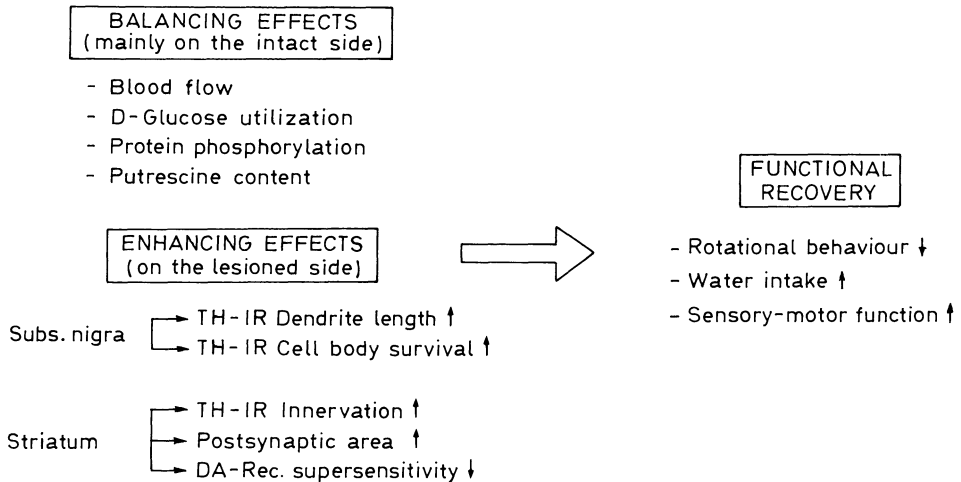 BALANCING EFFECTS
(mainly on the intact side)
- Blood flow
- D-Glucose utilization
- Protein phosphorylation
- Putrescine content
ENHANCING EFFECTS
(on the lesioned side)
Subs. nigra
TH-IR Dendrite length ↑
TH-IR Cell body survival ↑
Striatum
TH-IR Innervation ↑
Postsynaptic area ↑
DA-Rec. supersensitivity ↓
FUNCTIONAL
RECOVERY
- Rotational behaviour ↓
- Water intake ↑
- Sensory-motor function ↑